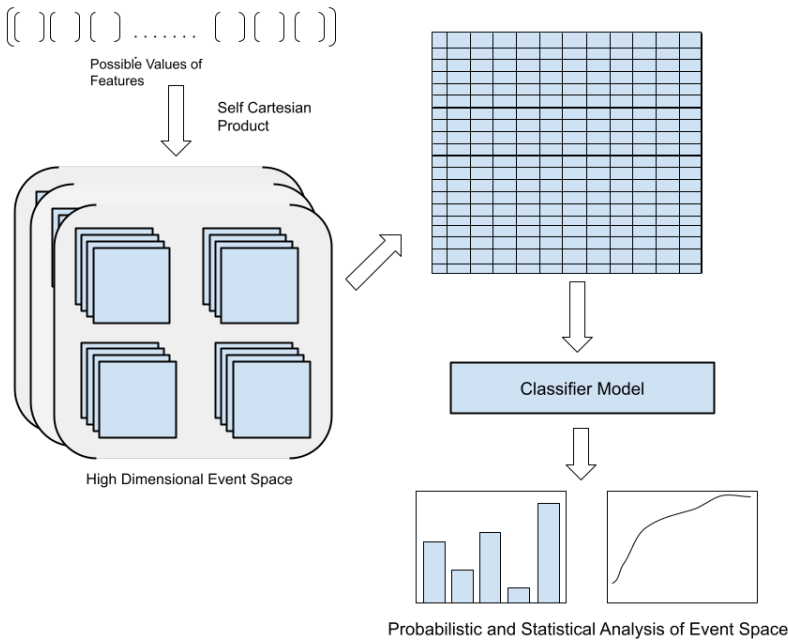 Possible Values of
Features
Self Cartesian
Product
High Dimensional Event Space
Classifier Model
Probabilistic and Statistical Analysis of Event Space